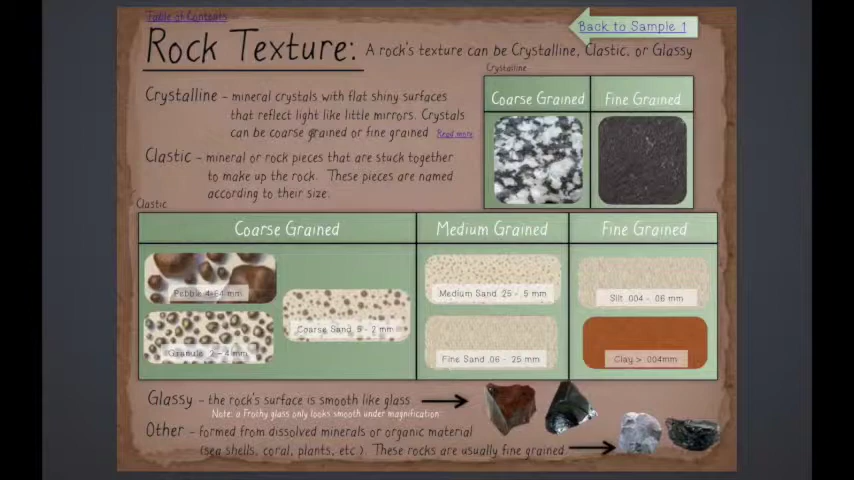 Table of Contents
Back to Sample 1
Rock Texture: A rock's texture can be Crystalline, Clastic, or Glassy
Crystalline
Crystalline – mineral crystals with flat shiny surfaces
that reflect light like little mirrors. Crystals
can be coarse grained or fine grained Read more
Coarse Grained
Fine Grained
Clastic – mineral or rock pieces that are stuck together
to make up the rock. These pieces are named
according to their size.
Clastic
Coarse Grained
Medium Grained
Fine Grained
Pebble 4-64 mm
Granule 2 - 4 mm
Coarse Sand .5 - 2 mm
Medium Sand .25 - .5 mm
Fine Sand .06 - .25 mm
Silt .004 - .06 mm
Clay > .004mm
Glassy – the rock's surface is smooth like glass
Note: a Frothy glass only looks smooth under magnification
Other – formed from dissolved minerals or organic material
(sea shells, coral, plants, etc.) These rocks are usually fine grained